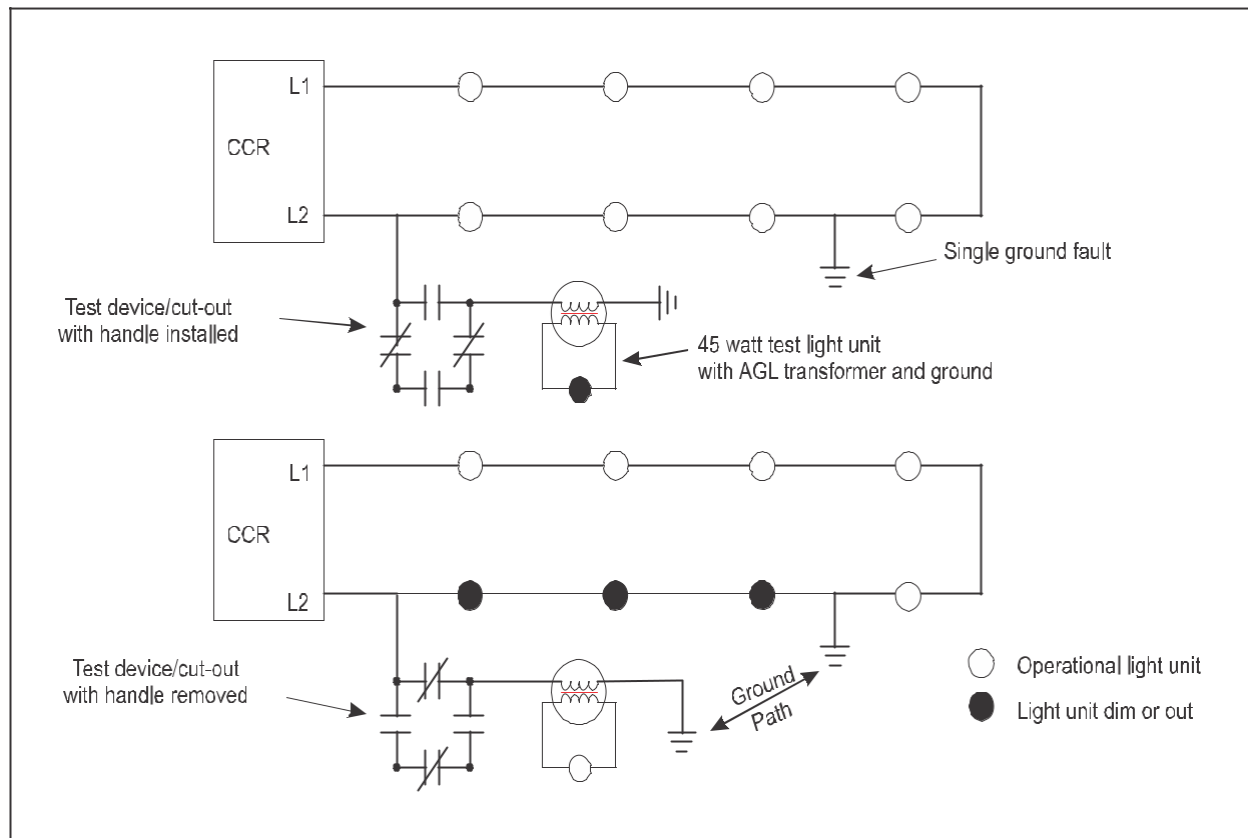 L1
CCR
L2
Single ground fault
Test device/cut-out
with handle installed
45 watt test light unit
with AGL transformer and ground
L1
CCR
L2
Test device/cut-out
with handle removed
Ground
Path
Operational light unit
Light unit dim or out